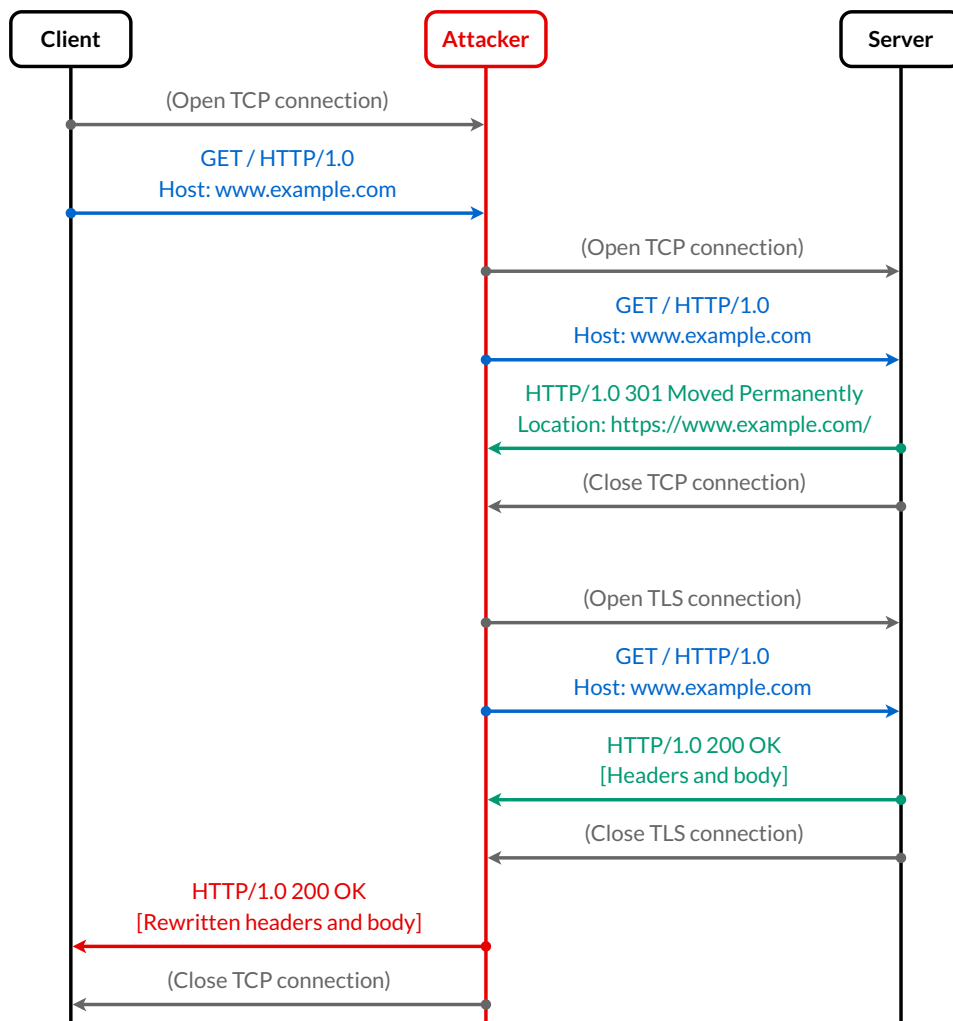 Client
Attacker
Server
(Open TCP connection)
GET / HTTP/1.0
Host: www.example.com
(Open TCP connection)
GET / HTTP/1.0
Host: www.example.com
HTTP/1.0 301 Moved Permanently
Location: https://www.example.com/
(Close TCP connection)
(Open TLS connection)
GET / HTTP/1.0
Host: www.example.com
HTTP/1.0 200 OK
[Headers and body]
(Close TLS connection)
HTTP/1.0 200 OK
[Rewritten headers and body]
(Close TCP connection)